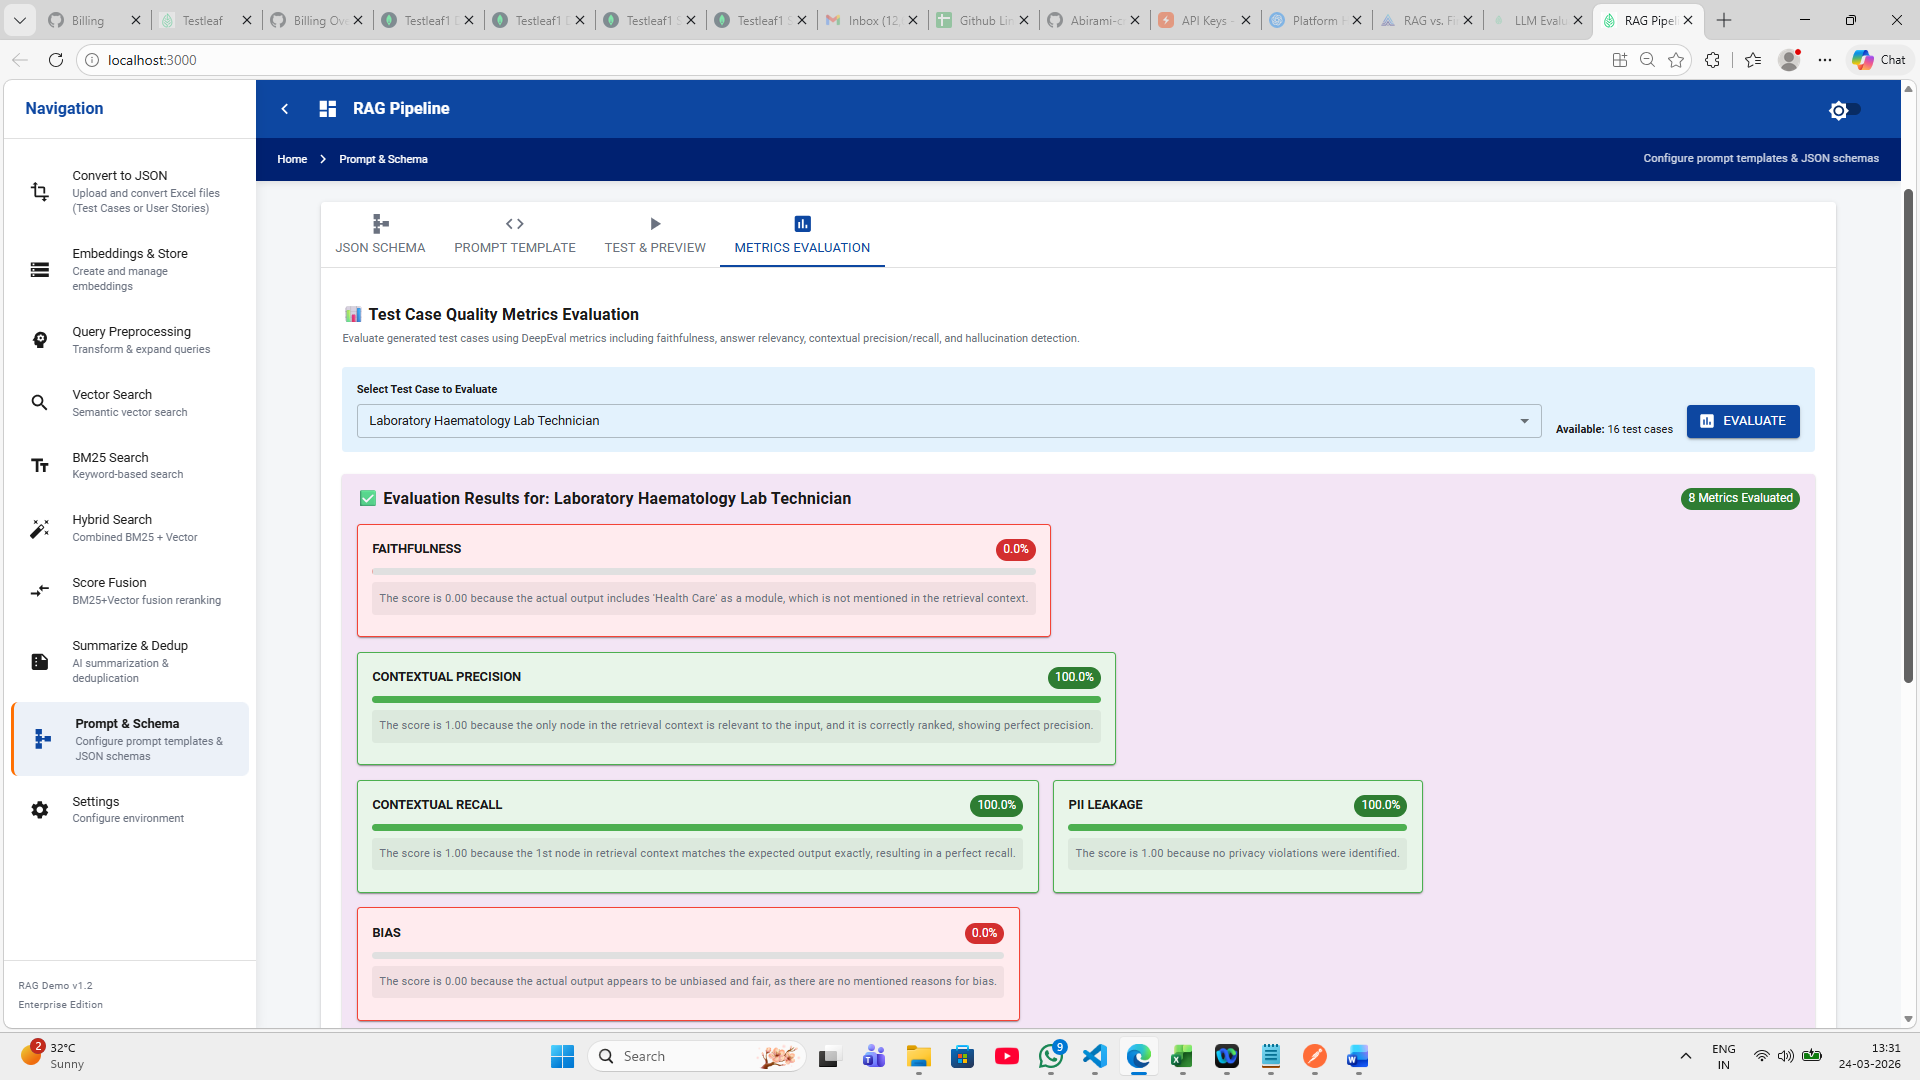 Billing
Testleaf
Billing Ove
Testleaf1
Testleaf1
Testleaf1
Testleaf1
Inbox (12,
Github Lin
Abirami-c
API Keys -
Platform
RAG vs. Fi
LLM Evalu
RAG Pipel
localhost:3000
Chat
Navigation
RAG Pipeline
Home
Prompt & Schema
Configure prompt templates & JSON schemas
Convert to JSON
Upload and convert Excel files
(Test Cases or User Stories)
Embeddings & Store
Create and manage
embeddings
Query Preprocessing
Transform & expand queries
Vector Search
Semantic vector search
BM25 Search
Keyword-based search
Hybrid Search
Combined BM25 + Vector
Score Fusion
BM25+Vector fusion reranking
Summarize & Dedup
AI summarization &
deduplication
Prompt & Schema
Configure prompt templates &
JSON schemas
Settings
Configure environment
RAG Demo v1.2
Enterprise Edition
JSON SCHEMA
PROMPT TEMPLATE
TEST & PREVIEW
METRICS EVALUATION
Test Case Quality Metrics Evaluation
Evaluate generated test cases using DeepEval metrics including faithfulness, answer relevancy, contextual precision/recall, and hallucination detection.
Select Test Case to Evaluate
Laboratory Haematology Lab Technician
Available: 16 test cases
EVALUATE
Evaluation Results for: Laboratory Haematology Lab Technician
8 Metrics Evaluated
FAITHFULNESS
0.0%
The score is 0.00 because the actual output includes 'Health Care' as a module, which is not mentioned in the retrieval context.
CONTEXTUAL PRECISION
100.0%
The score is 1.00 because the only node in the retrieval context is relevant to the input, and it is correctly ranked, showing perfect precision.
CONTEXTUAL RECALL
100.0%
The score is 1.00 because the 1st node in retrieval context matches the expected output exactly, resulting in a perfect recall.
PII LEAKAGE
100.0%
The score is 1.00 because no privacy violations were identified.
BIAS
0.0%
The score is 0.00 because the actual output appears to be unbiased and fair, as there are no mentioned reasons for bias.
2
32°C
Sunny
Search
9
ENG
IN
13:31
24-03-2026